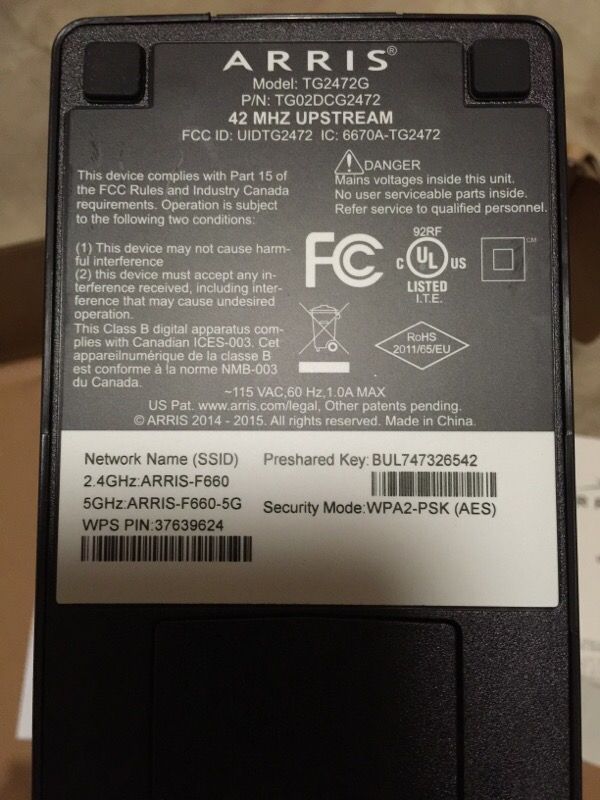 ARRIS®
Model: TG2472G
P/N: TG02DCG2472
42 MHZ UPSTREAM
FCC ID: UIDTG2472 IC: 6670A-TG2472
This device complies with Part 15 of
the FCC Rules and Industry Canada
requirements. Operation is subject
to the following two conditions:
(1) This device may not cause harm-
ful interference
(2) this device must accept any in-
terference received, including inter-
ference that may cause undesired
operation.
This Class B digital apparatus com-
plies with Canadian ICES-003. Cet
appareilnumérique de la classe B
est conforme à la norme NMB-003
du Canada.
DANGER
Mains voltages inside this unit.
No user serviceable parts inside.
Refer service to qualified personnel.
FC
92RF
C UL US
LISTED
I.T.E.
CM
RoHS
2011/65/EU
~115 VAC,60 Hz,1.0A MAX
US Pat. www.arris.com/legal, Other patents pending.
© ARRIS 2014 - 2015. All rights reserved. Made in China.
Network Name (SSID)
2.4GHz:ARRIS-F660
5GHz:ARRIS-F660-5G
WPS PIN:37639624
Preshared Key:BUL747326542
Security Mode:WPA2-PSK (AES)